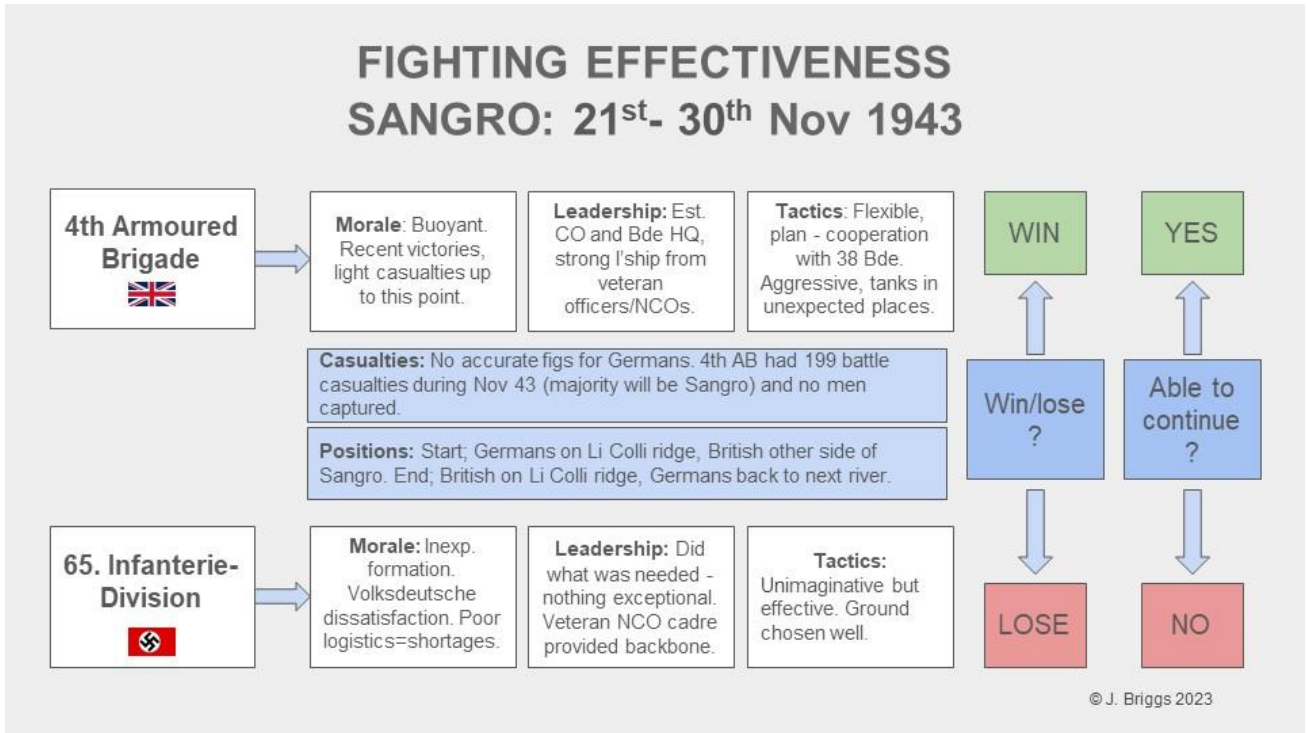 FIGHTING EFFECTIVENESS
SANGRO: 21st- 30th Nov 1943
4th Armoured
Brigade
Morale: Buoyant.
Recent victories,
light casualties up
to this point.
Leadership: Est.
CO and Bde HQ,
strong l’ship from
veteran
officers/NCOs.
Tactics: Flexible,
plan - cooperation
with 38 Bde.
Aggressive, tanks in
unexpected places.
WIN
YES
Casualties: No accurate figs for Germans. 4th AB had 199 battle
casualties during Nov 43 (majority will be Sangro) and no men
captured.
Positions: Start; Germans on Li Colli ridge, British other side of
Sangro. End; British on Li Colli ridge, Germans back to next river.
Win/lose
?
Able to
continue
?
65. Infanterie-
Division
Morale: Inexp.
formation.
Volksdeutsche
dissatisfaction. Poor
logistics=shortages.
Leadership: Did
what was needed -
nothing exceptional.
Veteran NCO cadre
provided backbone.
Tactics:
Unimaginative but
effective. Ground
chosen well.
LOSE
NO
© J. Briggs 2023